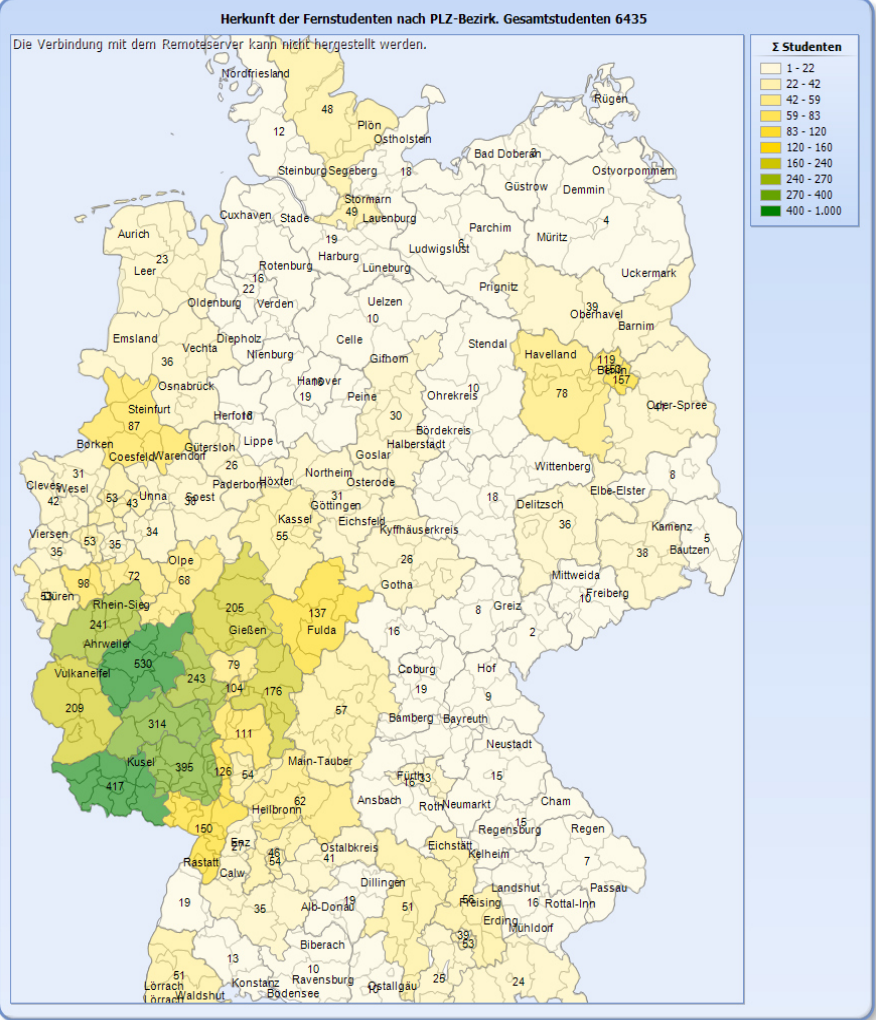 Herkunft der Fernstudenten nach PLZ-Bezirk. Gesamtstudenten 6435
Die Verbindung mit dem Remoteserver kann nicht hergestellt werden.
Σ Studenten
1 - 22
22 - 42
42 - 59
59 - 83
83 - 120
120 - 160
160 - 240
240 - 270
270 - 400
400 - 1.000
Nordfriesland
Rügen
48
Plön
12
Ostholstein
Bad Doberan
Steinburg Segeberg
18
Ostvorpommern
Güstrow
Demmin
Stormarn
49
Lauenburg
Cuxhaven
Stade
4
Aurich
19
Parchim
Müritz
Harburg
Ludwigslust
6
23
Leer
Rotenburg
Lüneburg
Uckermark
16
22
Prignitz
Oldenburg
Verden
Uelzen
39
Oberhavel
10
Barnim
Emsland
Diepholz
Celle
Stendal
Vechta
Nienburg
Havelland
36
Gifhorn
119
Berlin
157
Osnabrück
Hanover
10
78
Steinfurt
19
Peine
Ohrekreis
Oder-Spree
87
Herford
30
Bördekreis
Borken
Lippe
Halberstadt
Coesfeld
Warendorf
Gütersloh
Goslar
26
Wittenberg
31
Northeim
8
Cleves
Wesel
Paderborn
Höxter
Osterode
Elbe-Elster
42
53
43
Unna
Soest
31
18
Göttingen
Delitzsch
Kassel
Eichsfeld
36
Kamenz
Viersen
34
55
Kyffhäuserkreis
5
35
53
35
38
Bautzen
Olpe
26
98
72
68
Gotha
Mittweida
Düren
Freiberg
10
Rhein-Sieg
205
137
8
Greiz
241
Gießen
Fulda
16
2
Ahrweiler
530
79
Coburg
Hof
Vulkaneifel
243
104
176
19
9
209
57
314
Bamberg
Bayreuth
111
Neustadt
Kusel
395
126
54
Main-Tauber
Fürth
33
16
15
417
62
Ansbach
Roth
Neumarkt
Cham
Heilbronn
150
15
Regensburg
Regen
Enz
Eichstätt
27
46
Ostalbkreis
Kelheim
Rastatt
54
41
7
Calw
Dillingen
Landshut
Passau
19
35
Alb-Donau
19
51
56
Freising
16
Rottal-Inn
Erding
Mühldorf
Biberach
39
53
13
10
51
Konstanz
Ravensburg
25
24
Lörrach
Bodensee
10
Ostallgäu
Lörrach
Waldshut